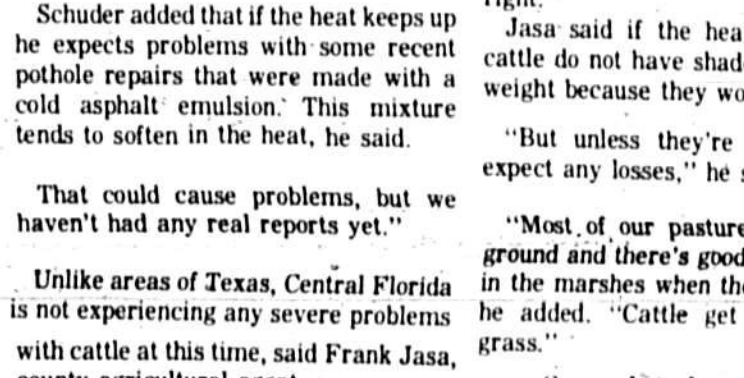 Schuder added that if the heat keeps up
he expects problems with some recent
pothole repairs that were made with a
cold asphalt emulsion. This mixture
tends to soften in the heat, he said.
That could cause problems, but we
haven't had any real reports yet."
Unlike areas of Texas, Central Florida
is not experiencing any severe problems
with cattle at this time, said Frank Jasa,
county agricultural agent
right.
Jasa said if the hea
cattle do not have shad
weight because they wo
"But unless they're
expect any losses," he s
"Most of our pasture
ground and there's good
in the marshes when the
he added. "Cattle get
grass."